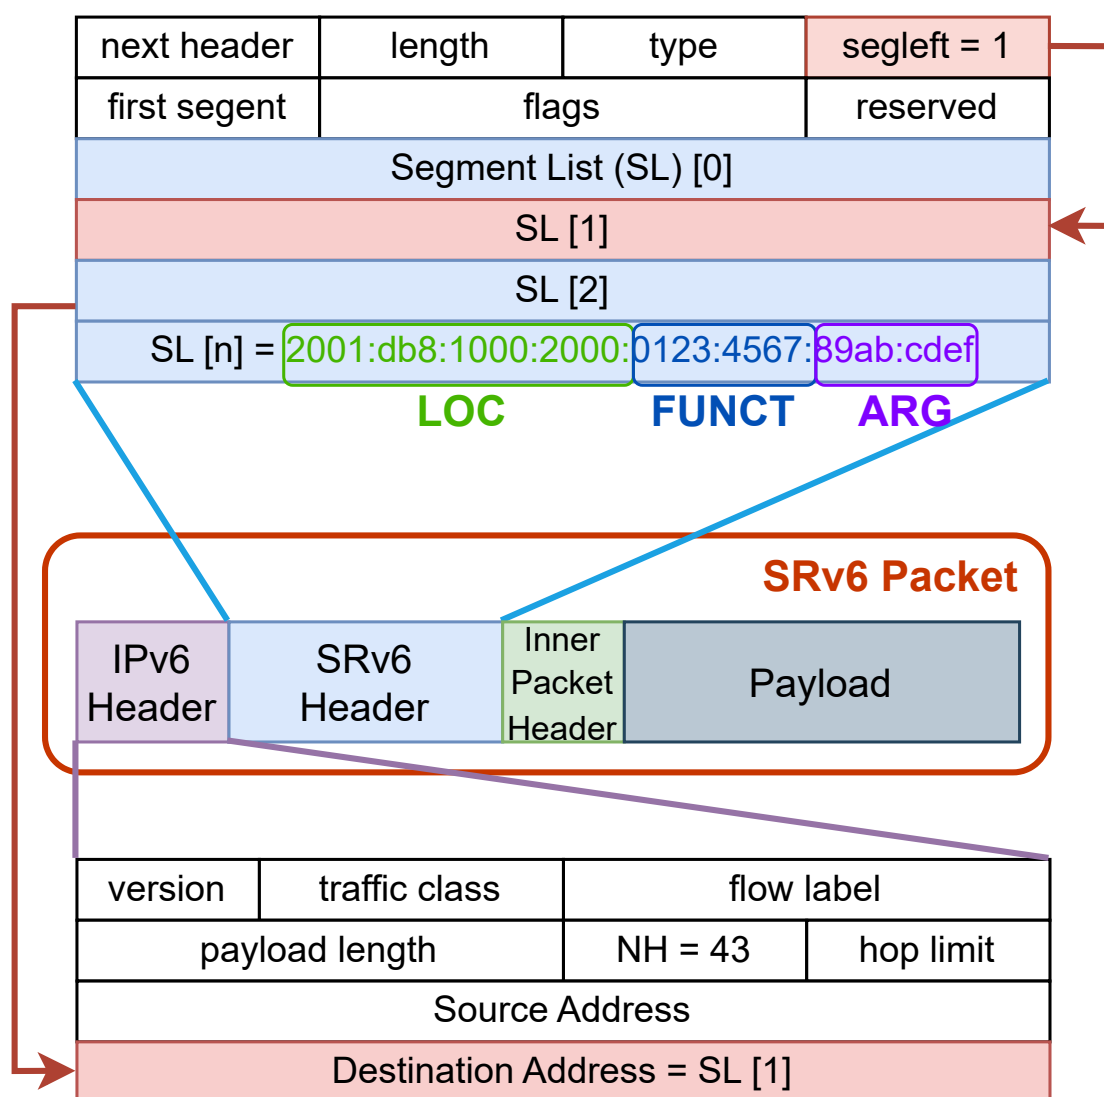 next header length type segleft = 1
first segent flags reserved
Segment List (SL) [0]
SL [1]
SL [2]
SL [n] = 2001:db8:1000:2000:0123:4567:89ab:cdef
LOC FUNCT ARG
SRv6 Packet
IPv6
Header
SRv6
Header
Inner
Packet
Header
Payload
version traffic class flow label
payload length NH = 43 hop limit
Source Address
Destination Address = SL [1]